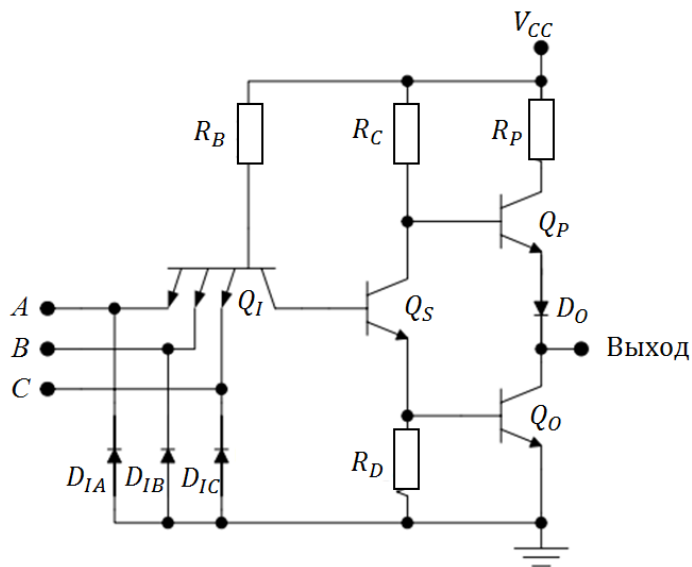 V_CC
R_B
R_C
R_P
Q_P
A
Q_I
Q_S
D_O
B
Выход
C
Q_O
D_IA
D_IB
D_IC
R_D